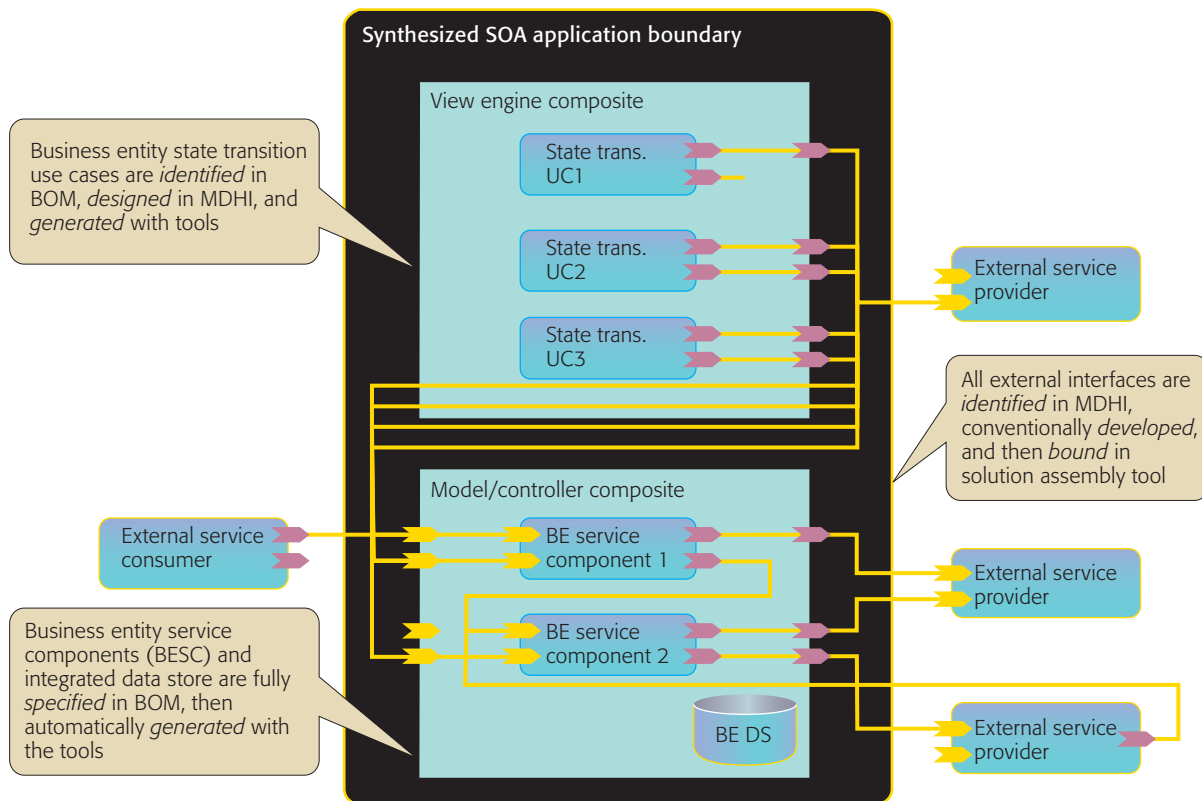 Synthesized SOA application boundary
View engine composite
State trans.
UC1
State trans.
UC2
State trans.
UC3
Business entity state transition
use cases are identified in
BOM, designed in MDHI, and
generated with tools
External service
provider
All external interfaces are
identified in MDHI,
conventionally developed,
and then bound in
solution assembly tool
Model/controller composite
External service
consumer
BE service
component 1
BE service
component 2
BE DS
External service
provider
External service
provider
Business entity service
components (BESC) and
integrated data store are fully
specified in BOM, then
automatically generated with
the tools